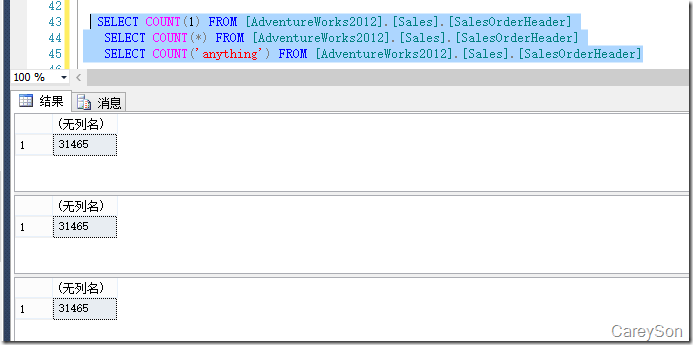 42
43 SELECT COUNT(1) FROM [AdventureWorks2012].[Sales].[SalesOrderHeader]
44 SELECT COUNT(*) FROM [AdventureWorks2012].[Sales].[SalesOrderHeader]
45 SELECT COUNT('anything') FROM [AdventureWorks2012].[Sales].[SalesOrderHeader]
100 %
结果 消息
(无列名)
1 31465
(无列名)
1 31465
(无列名)
1 31465
CareySon